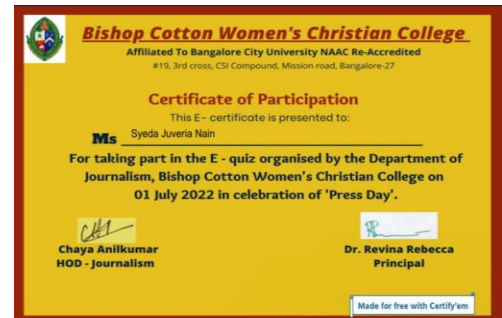 Bishop Cotton Women's Christian College
Affiliated To Bangalore City University NAAC Re-Accredited
#19, 3rd cross, CSI Compound, Mission road, Bangalore-27
Certificate of Participation
This E- certificate is presented to:
Ms Syeda Juveria Nain
For taking part in the E - quiz organised by the Department of
Journalism, Bishop Cotton Women's Christian College on
01 July 2022 in celebration of 'Press Day'.
Chaya Anilkumar
HOD - Journalism
Dr. Revina Rebecca
Principal
Made for free with Certify'em